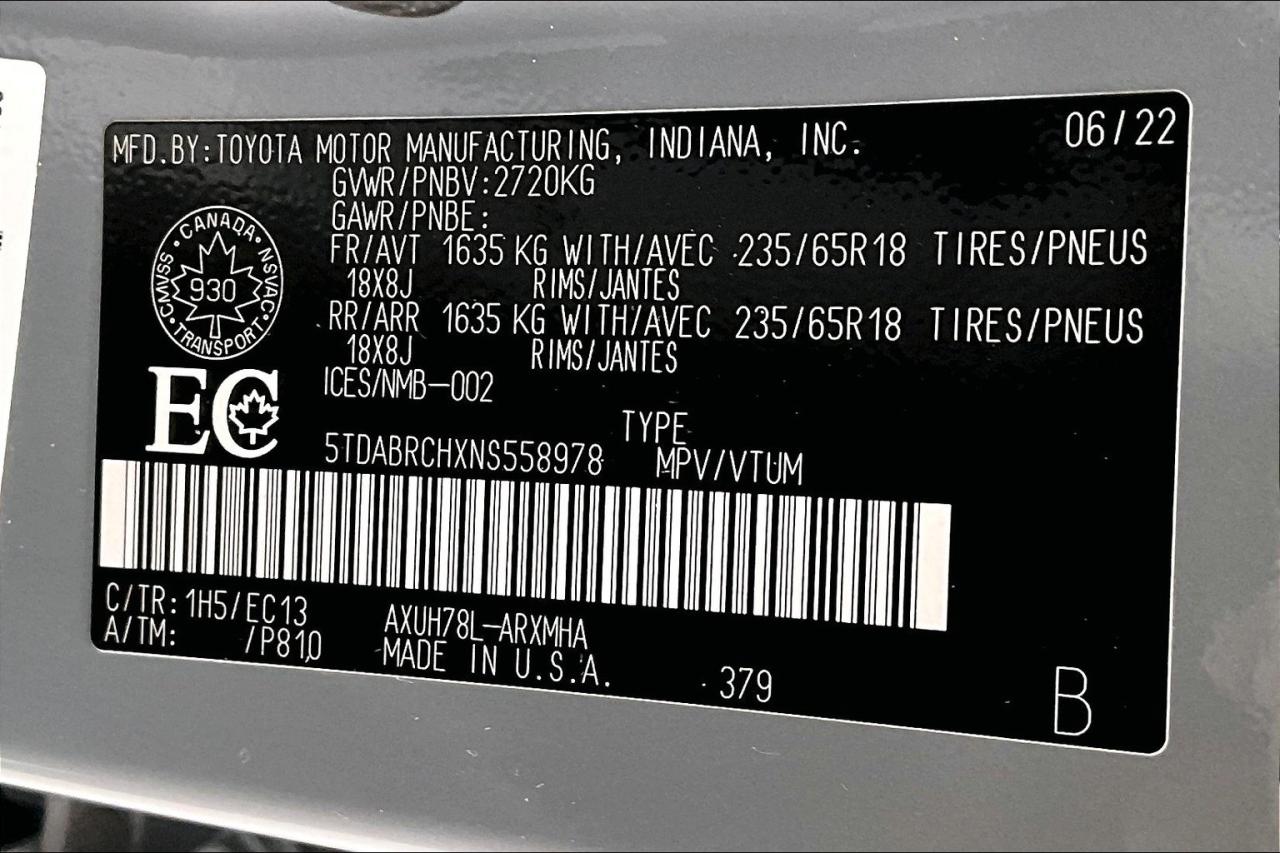 MFD.BY:TOYOTA MOTOR MANUFACTURING, INDIANA, INC. 06/22
GVWR/PNBV:2720KG
GAWR/PNBE:
FR/AVT 1635 KG WITH/AVEC 235/65R18 TIRES/PNEUS
18X8J RIMS/JANTES
RR/ARR 1635 KG WITH/AVEC 235/65R18 TIRES/PNEUS
18X8J RIMS/JANTES
ICES/NMB-002
CANADA · NSVAC · TRANSPORT · CMVSS
930
EC
TYPE
5TDABRCHXNS558978 MPV/VTUM
C/TR:1H5/EC13 AXUH78L-ARXMHA
A/TM: /P810 MADE IN U.S.A. 379 B